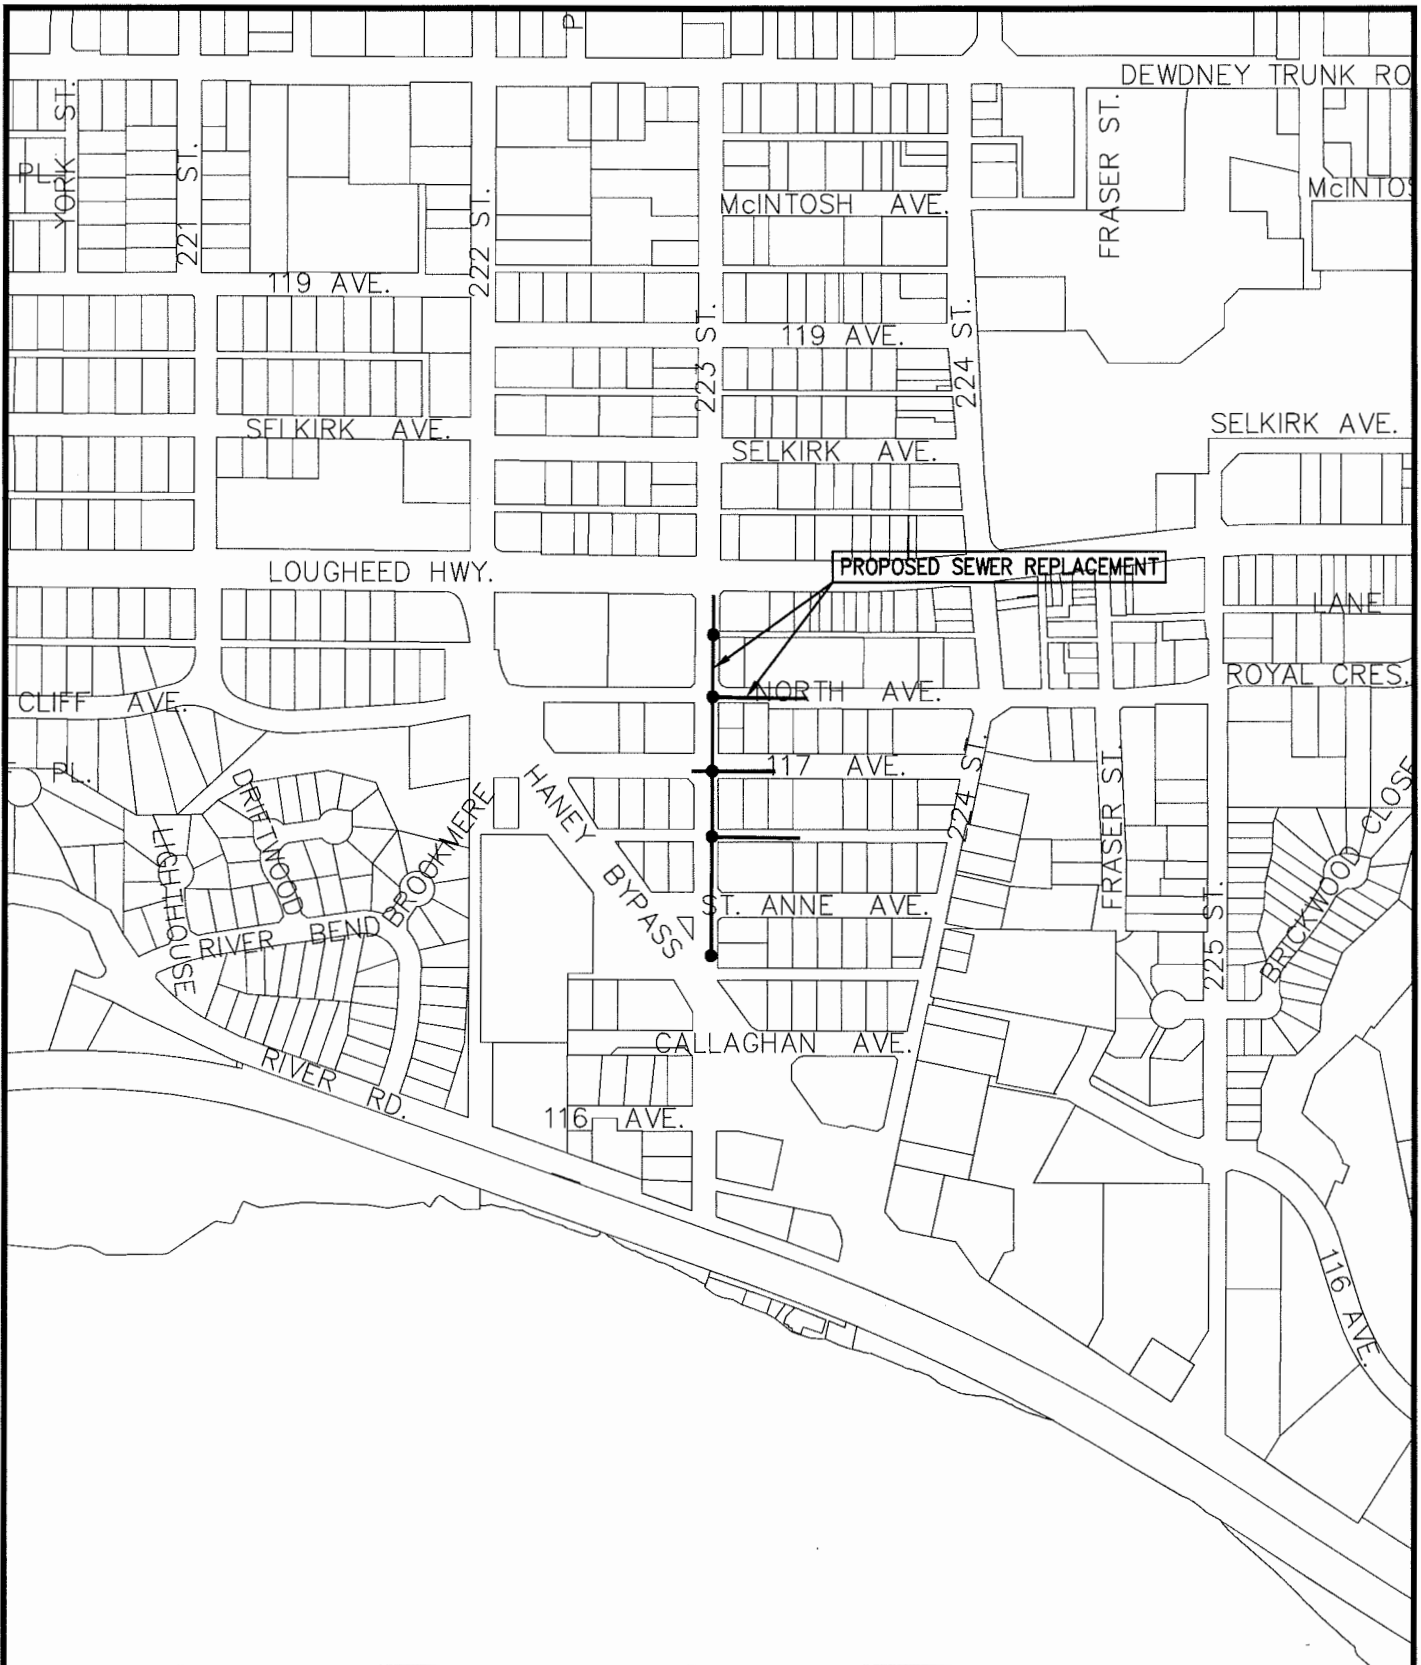 P
DEWDNEY TRUNK RO
YORK ST.
PL.
221 ST.
222 ST.
FRASER ST.
McINTOSH AVE.
McINTOS
119 AVE.
223 ST.
119 AVE.
224 ST.
SELKIRK AVE.
SELKIRK AVE.
SELKIRK AVE.
LOUGHEED HWY.
PROPOSED SEWER REPLACEMENT
LANE
ROYAL CRES.
CLIFF AVE.
NORTH AVE.
PL.
117 AVE.
224 ST.
FRASER ST.
HANEY BYPASS
DRIFTWOOD
BROOKMERE
LIGHTHOUSE
BRICKWOOD CLOSE
ST. ANNE AVE.
225 ST.
RIVER BEND
CALLAGHAN AVE.
RIVER RD.
116 AVE.
116 AVE.